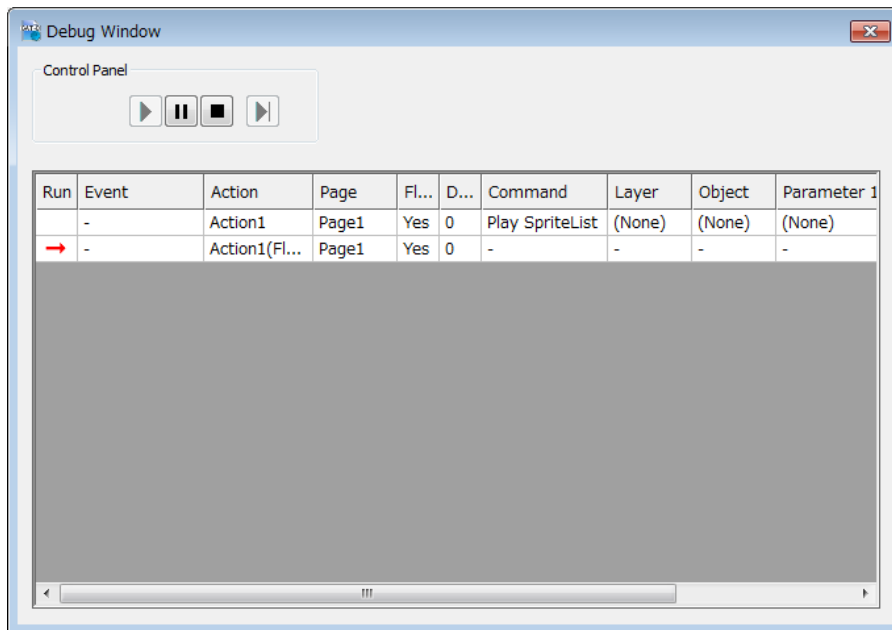 Debug Window
Control Panel
Run Event Action Page Fl... D... Command Layer Object Parameter 1
- Action1 Page1 Yes 0 Play SpriteList (None) (None) (None)
- Action1(Fl... Page1 Yes 0 - - - -